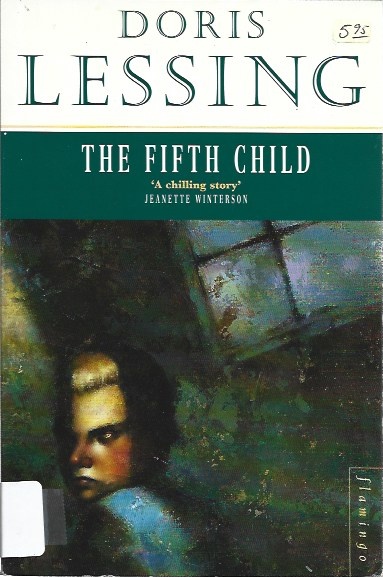 DORIS
5 95
LESSING
THE FIFTH CHILD
'A chilling story'
JEANETTE WINTERSON
flamingo